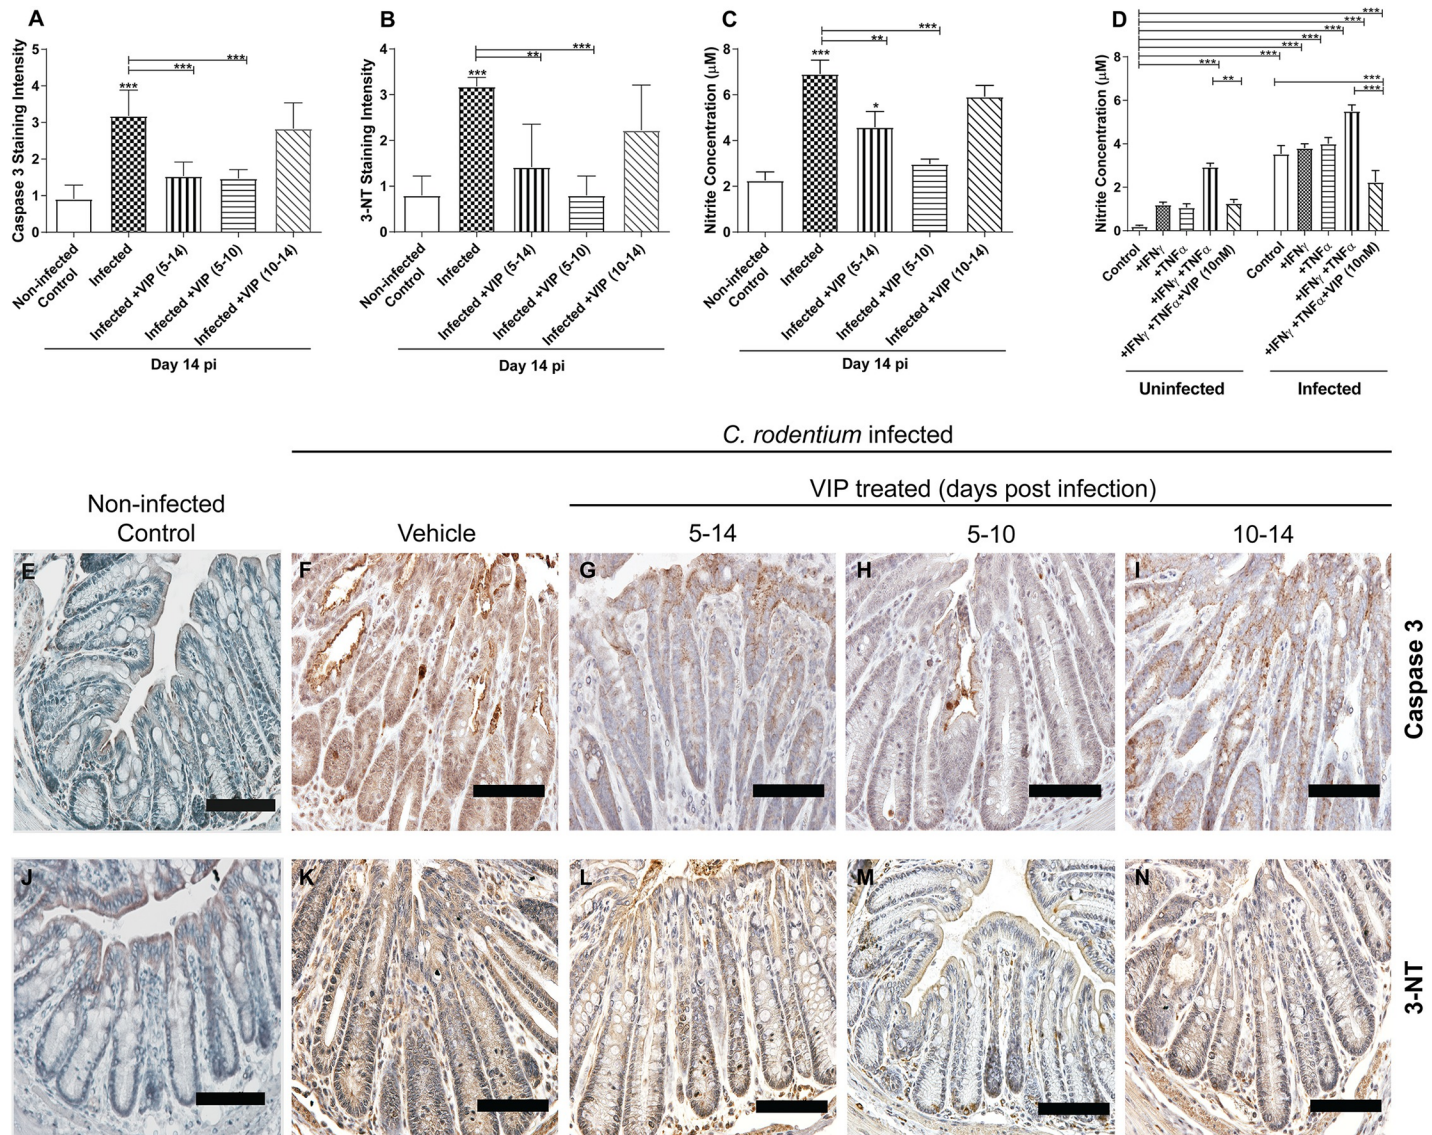 A
Caspase 3 Staining Intensity
5
4
3
2
1
0
***
***
***
Non-infected
Control
Infected
Infected +VIP (5-14)
Infected +VIP (5-10)
Infected +VIP (10-14)
Day 14 pi
B
3-NT Staining Intensity
4
3
2
1
0
***
**
***
Non-infected
Control
Infected
Infected +VIP (5-14)
Infected +VIP (5-10)
Infected +VIP (10-14)
Day 14 pi
C
Nitrite Concentration (μM)
8
6
4
2
0
***
**
***
*
Non-infected
Control
Infected
Infected +VIP (5-14)
Infected +VIP (5-10)
Infected +VIP (10-14)
Day 14 pi
D
Nitrite Concentration (μM)
8
6
4
2
0
***
***
***
***
***
***
***
**
***
***
Control
+IFNγ
+TNFα
+IFNγ +TNFα
+IFNγ +TNFα+VIP (10nM)
Control
+IFNγ
+TNFα
+IFNγ +TNFα
+IFNγ +TNFα+VIP (10nM)
Uninfected
Infected
C. rodentium infected
VIP treated (days post infection)
Non-infected
Control
Vehicle
5-14
5-10
10-14
E
F
G
H
I
Caspase 3
J
K
L
M
N
3-NT